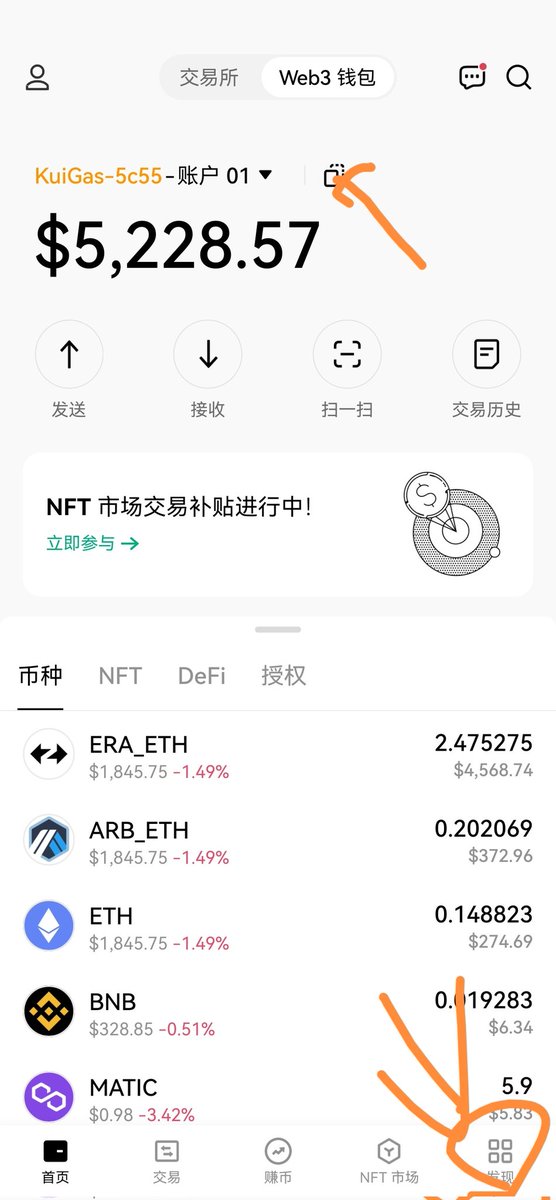 交易所 Web3 钱包
KuiGas-5c55-账户 01
$5,228.57
发送 接收 扫一扫 交易历史
NFT 市场交易补贴进行中!
立即参与 →
币种 NFT DeFi 授权
ERA_ETH 2.475275
$1,845.75 -1.49% $4,568.74
ARB_ETH 0.202069
$1,845.75 -1.49% $372.96
ETH 0.148823
$1,845.75 -1.49% $274.69
BNB 0.019283
$328.85 -0.51% $6.34
MATIC 5.9
$0.98 -3.42% $5.83
首页 交易 赚币 NFT 市场 发现